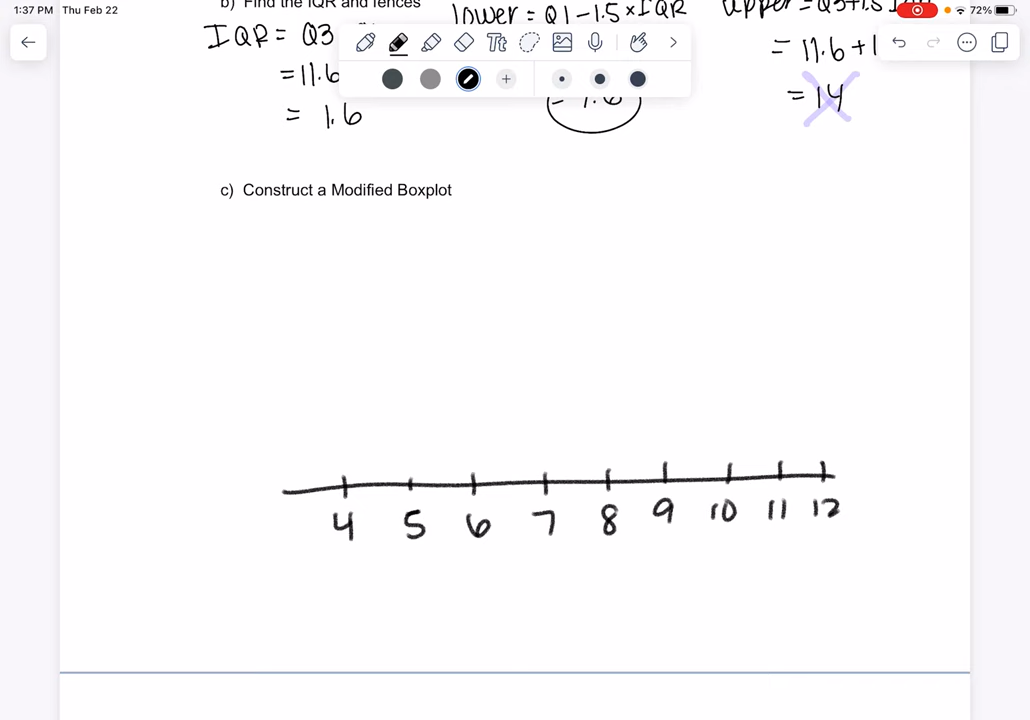 1:37 PM Thu Feb 22
72%
b) Find the IQR and fences
lower = Q1 - 1.5 × IQR
IQR = Q3
= 11.6 + 1
= 11.6
= 14
= 1.6
c) Construct a Modified Boxplot
4 5 6 7 8 9 10 11 12